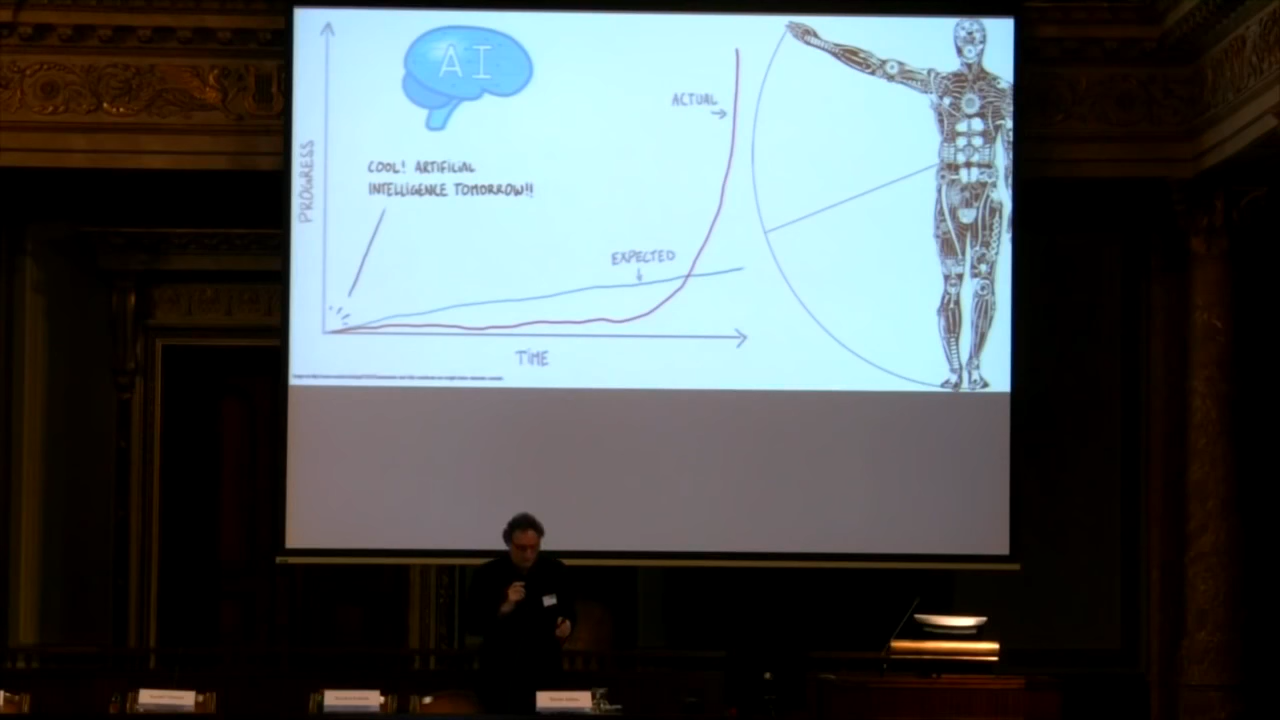 AI
ACTUAL
COOL! ARTIFICIAL
INTELLIGENCE TOMORROW!!
PROGRESS
EXPECTED
TIME